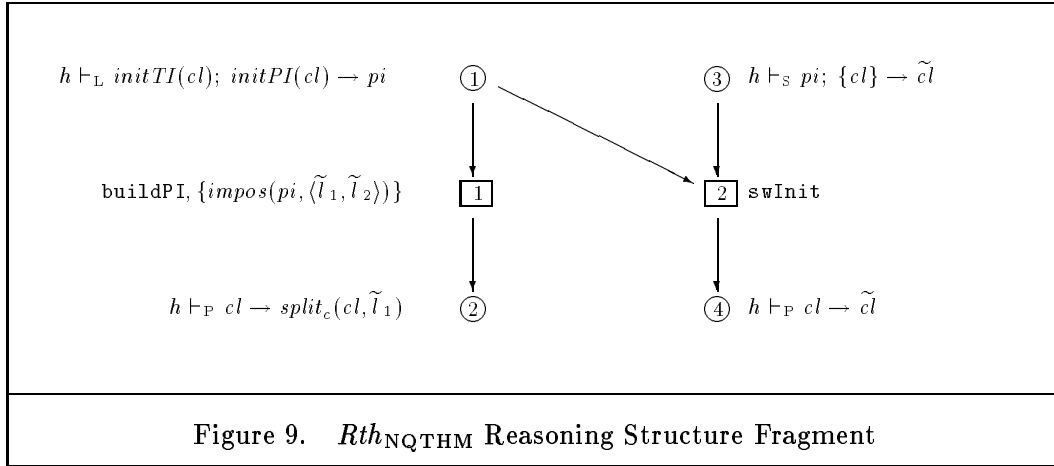 h ⊢L initTI(cl); initPI(cl) → pi 1 3 h ⊢S pi; {cl} → c̃l
buildPI, {impos(pi, ⟨l̃ 1, l̃ 2⟩)} 1 2 swInit
h ⊢P cl → splitc(cl, l̃ 1) 2 4 h ⊢P cl → c̃l
Figure 9. RthNQTHM Reasoning Structure Fragment